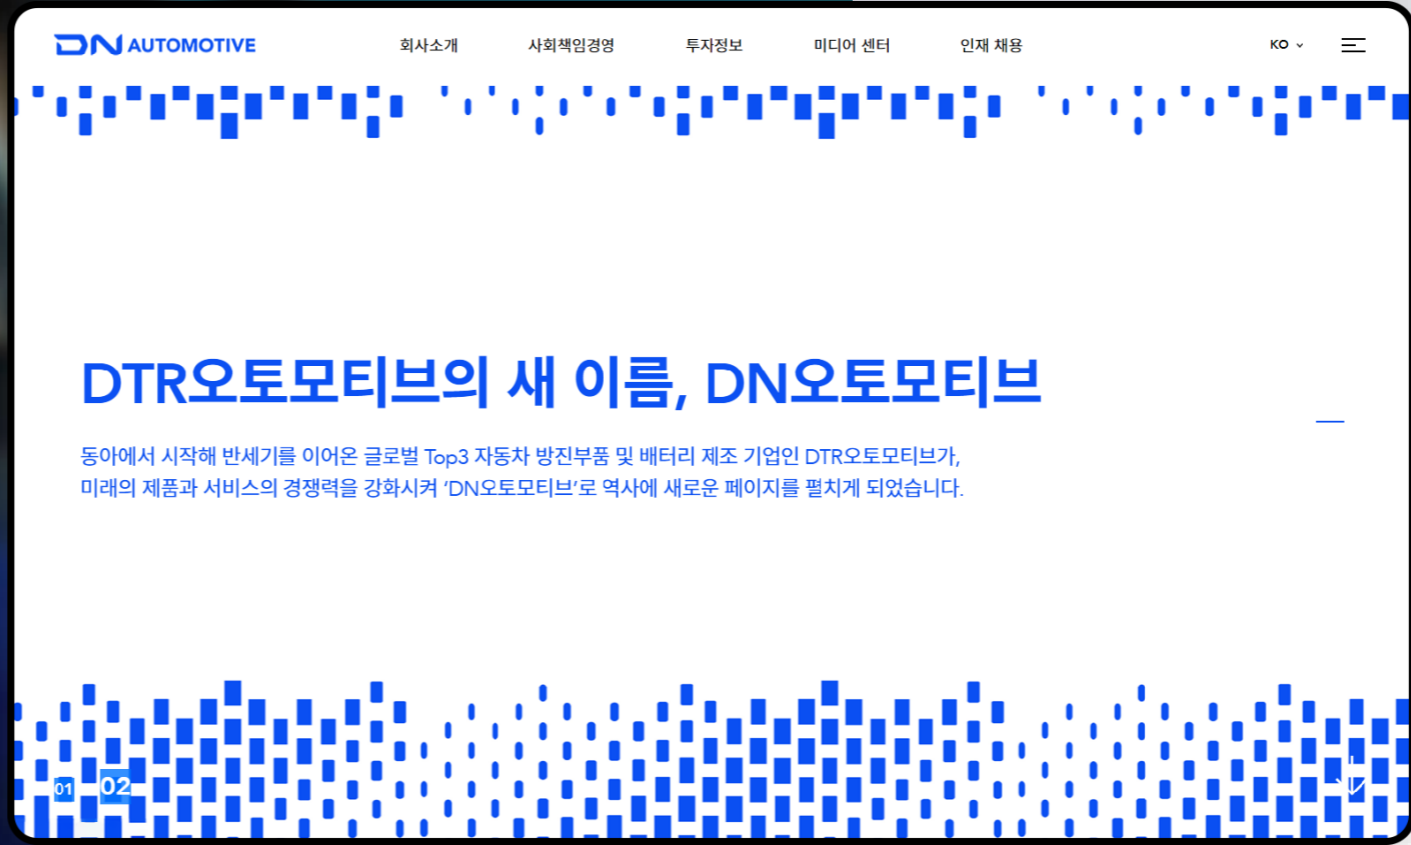 DN AUTOMOTIVE
회사소개 사회책임경영 투자정보 미디어 센터 인재 채용 KO
DTR오토모티브의 새 이름, DN오토모티브
동아에서 시작해 반세기를 이어온 글로벌 Top3 자동차 방진부품 및 배터리 제조 기업인 DTR오토모티브가,
미래의 제품과 서비스의 경쟁력을 강화시켜 ‘DN오토모티브’로 역사에 새로운 페이지를 펼치게 되었습니다.
01 02